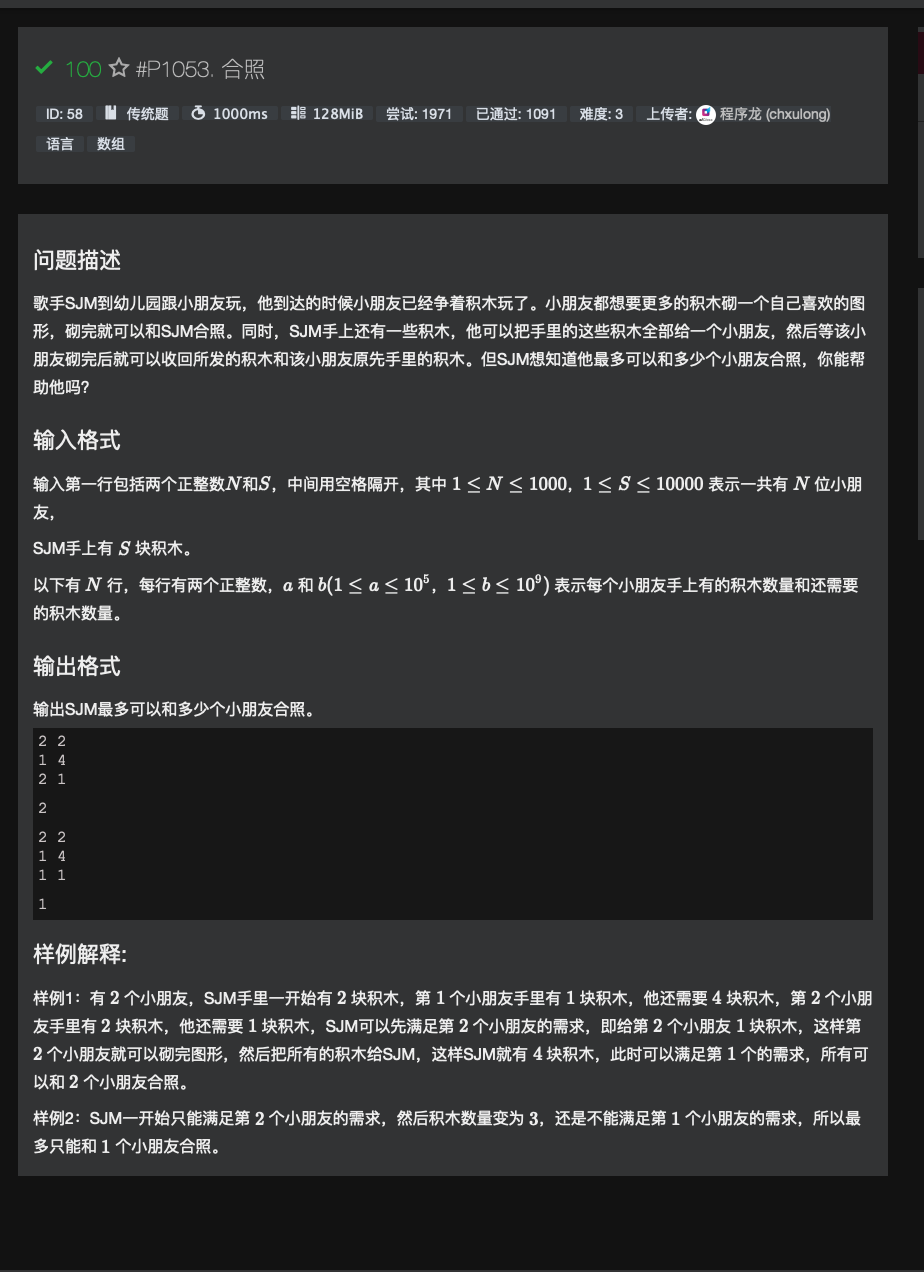 100 #P1053. 合照
ID: 58 传统题 1000ms 128MiB 尝试: 1971 已通过: 1091 难度: 3 上传者: 程序龙 (chxulong)
语言 数组
问题描述
歌手SJM到幼儿园跟小朋友玩，他到达的时候小朋友已经争着积木玩了。小朋友都想要更多的积木砌一个自己喜欢的图
形，砌完就可以和SJM合照。同时，SJM手上还有一些积木，他可以把手里的这些积木全部给一个小朋友，然后等该小
朋友砌完后就可以收回所发的积木和该小朋友原先手里的积木。但SJM想知道他最多可以和多少个小朋友合照，你能帮
助他吗?
输入格式
输入第一行包括两个正整数N和S，中间用空格隔开，其中 1 ≤ N ≤ 1000，1 ≤ S ≤ 10000 表示一共有 N 位小朋
友，
SJM手上有 S 块积木。
以下有 N 行，每行有两个正整数，a 和 b(1 ≤ a ≤ 10^5，1 ≤ b ≤ 10^9) 表示每个小朋友手上有的积木数量和还需要
的积木数量。
输出格式
输出SJM最多可以和多少个小朋友合照。
2 2
1 4
2 1
2
2 2
1 4
1 1
1
样例解释:
样例1：有 2 个小朋友，SJM手里一开始有 2 块积木，第 1 个小朋友手里有 1 块积木，他还需要 4 块积木，第 2 个小朋
友手里有 2 块积木，他还需要 1 块积木，SJM可以先满足第 2 个小朋友的需求，即给第 2 个小朋友 1 块积木，这样第
2 个小朋友就可以砌完图形，然后把所有的积木给SJM，这样SJM就有 4 块积木，此时可以满足第 1 个的需求，所有可
以和 2 个小朋友合照。
样例2：SJM一开始只能满足第 2 个小朋友的需求，然后积木数量变为 3，还是不能满足第 1 个小朋友的需求，所以最
多只能和 1 个小朋友合照。